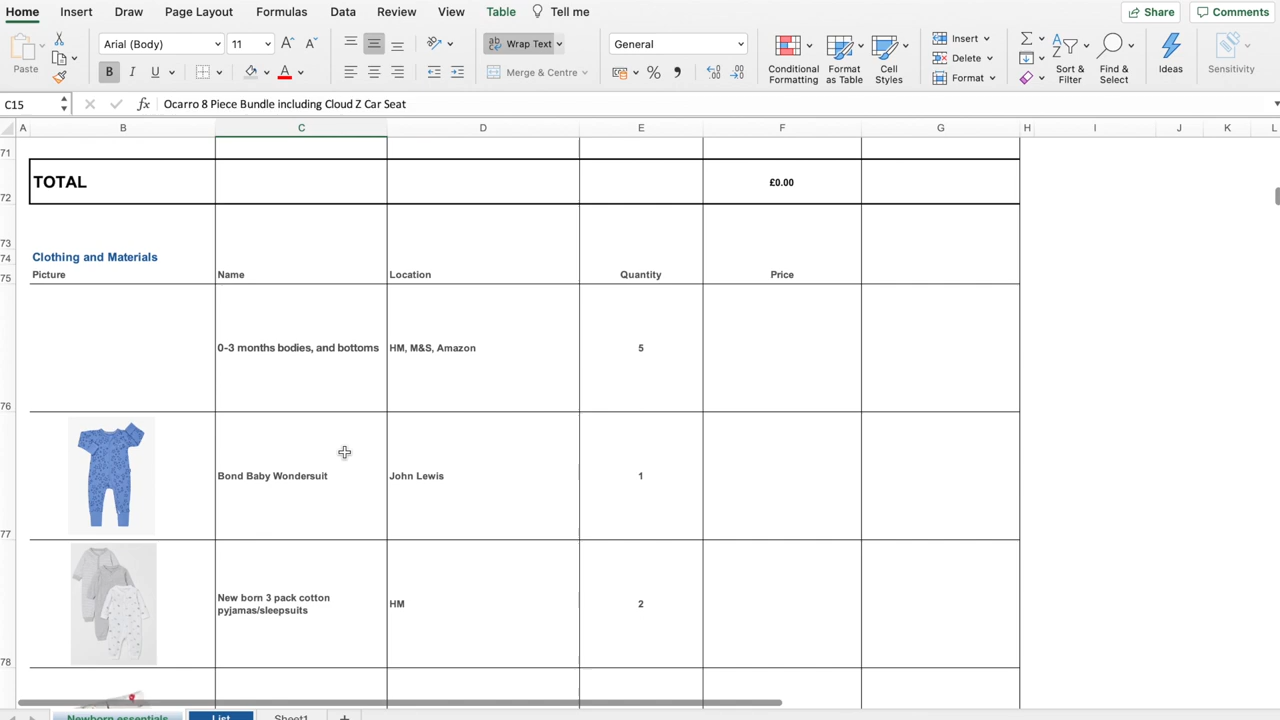 Home Insert Draw Page Layout Formulas Data Review View Table Tell me Share Comments
Paste Arial (Body) 11 Wrap Text General Conditional Formatting Format as Table Cell Styles Insert Delete Format Sort & Filter Find & Select Ideas Sensitivity
B I U A Merge & Centre
C15 fx Ocarro 8 Piece Bundle including Cloud Z Car Seat
A B C D E F G H I J K L
71
72 TOTAL £0.00
73
74 Clothing and Materials
75 Picture Name Location Quantity Price
76 0-3 months bodies, and bottoms HM, M&S, Amazon 5
77 Bond Baby Wondersuit John Lewis 1
78 New born 3 pack cotton pyjamas/sleepsuits HM 2
Newborn essentials List Sheet1 +